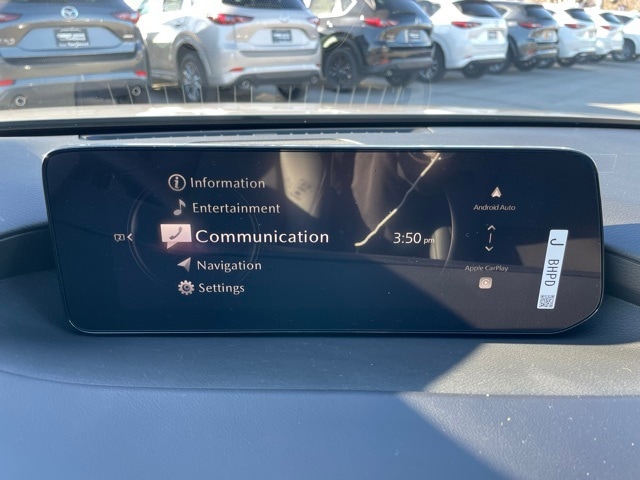 Information
Entertainment
Communication
3:50 pm
Navigation
Settings
Android Auto
Apple CarPlay
J BHPD